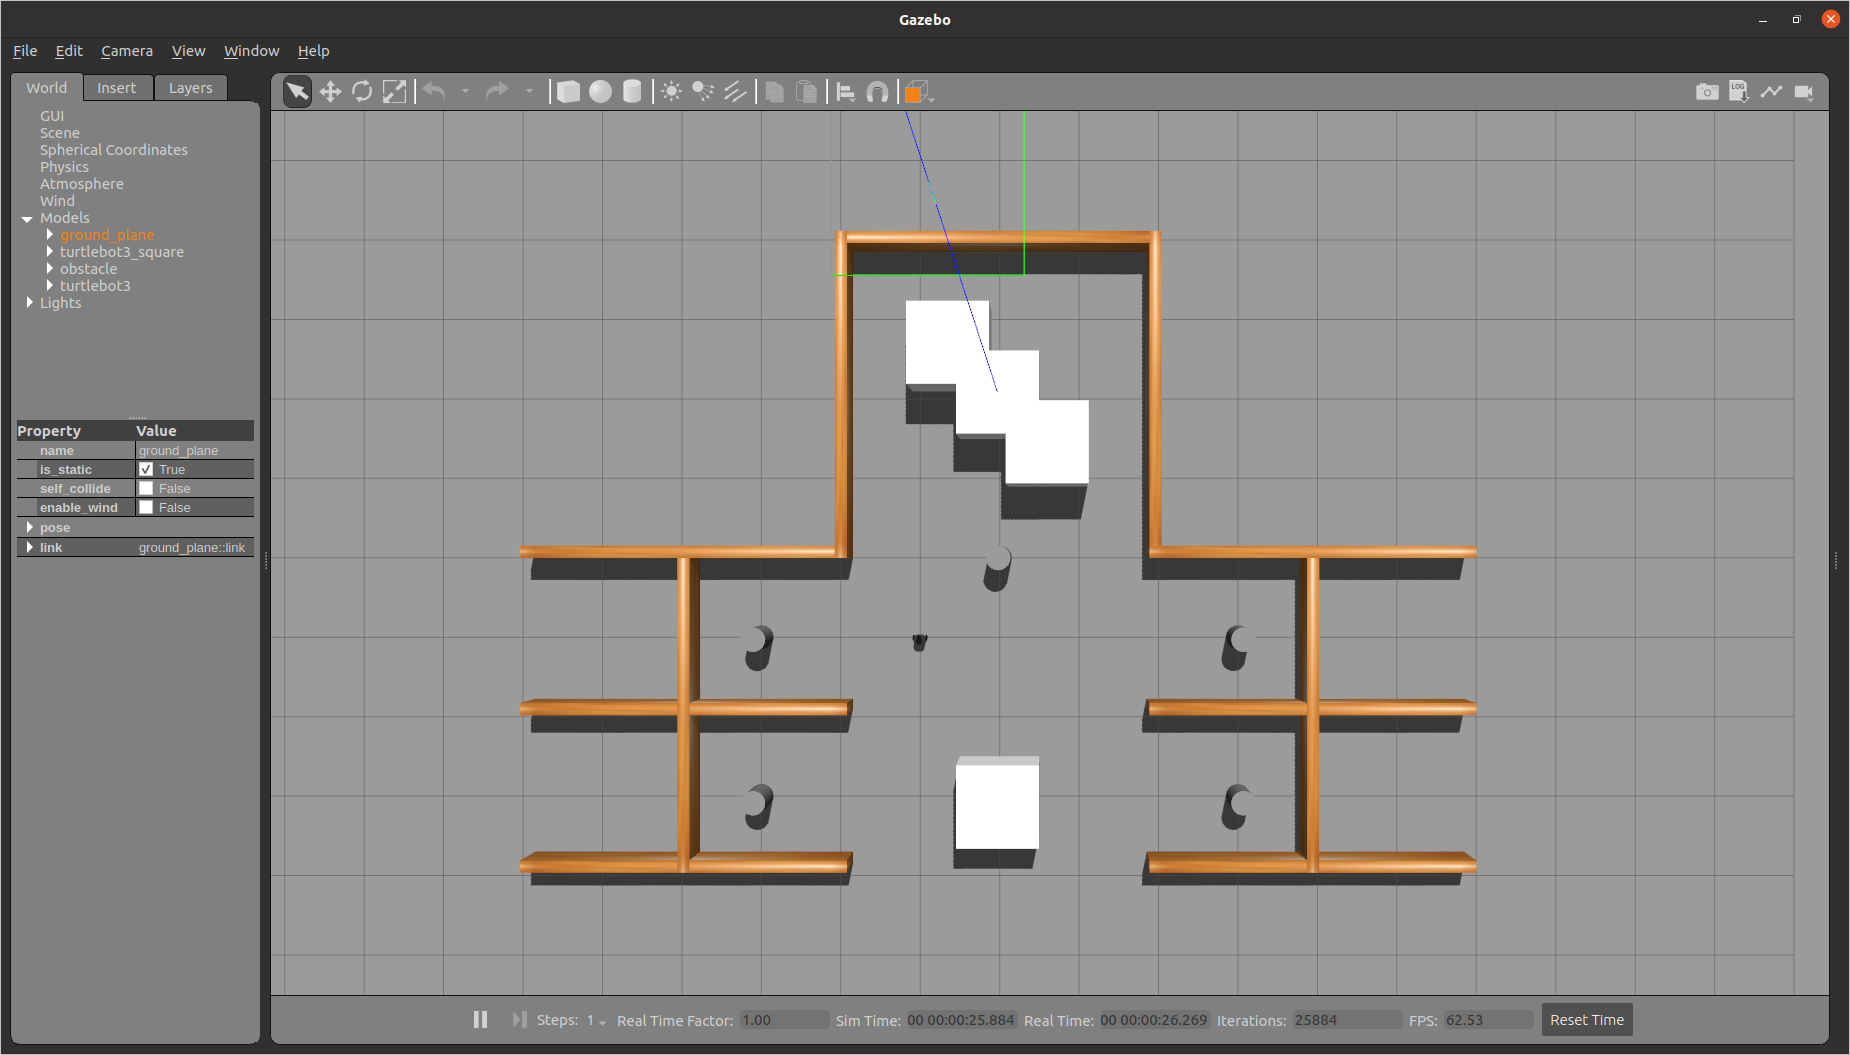 Gazebo
File Edit Camera View Window Help
World Insert Layers
LOG
GUI
Scene
Spherical Coordinates
Physics
Atmosphere
Wind
Models
ground_plane
turtlebot3_square
obstacle
turtlebot3
Lights
Property Value
name ground_plane
is_static True
self_collide False
enable_wind False
pose
link ground_plane::link
Steps: 1 Real Time Factor: 1.00 Sim Time: 00 00:00:25.884 Real Time: 00 00:00:26.269 Iterations: 25884 FPS: 62.53 Reset Time